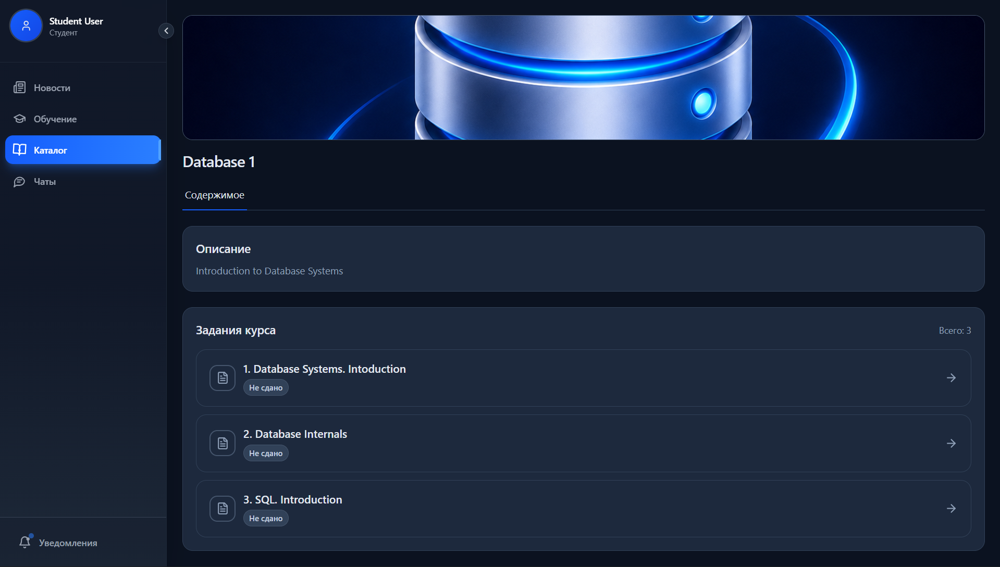 Student User
Студент
Новости
Обучение
Каталог
Чаты
Уведомления
Database 1
Содержимое
Описание
Introduction to Database Systems
Задания курса
Всего: 3
1. Database Systems. Intoduction
Не сдано
2. Database Internals
Не сдано
3. SQL. Introduction
Не сдано